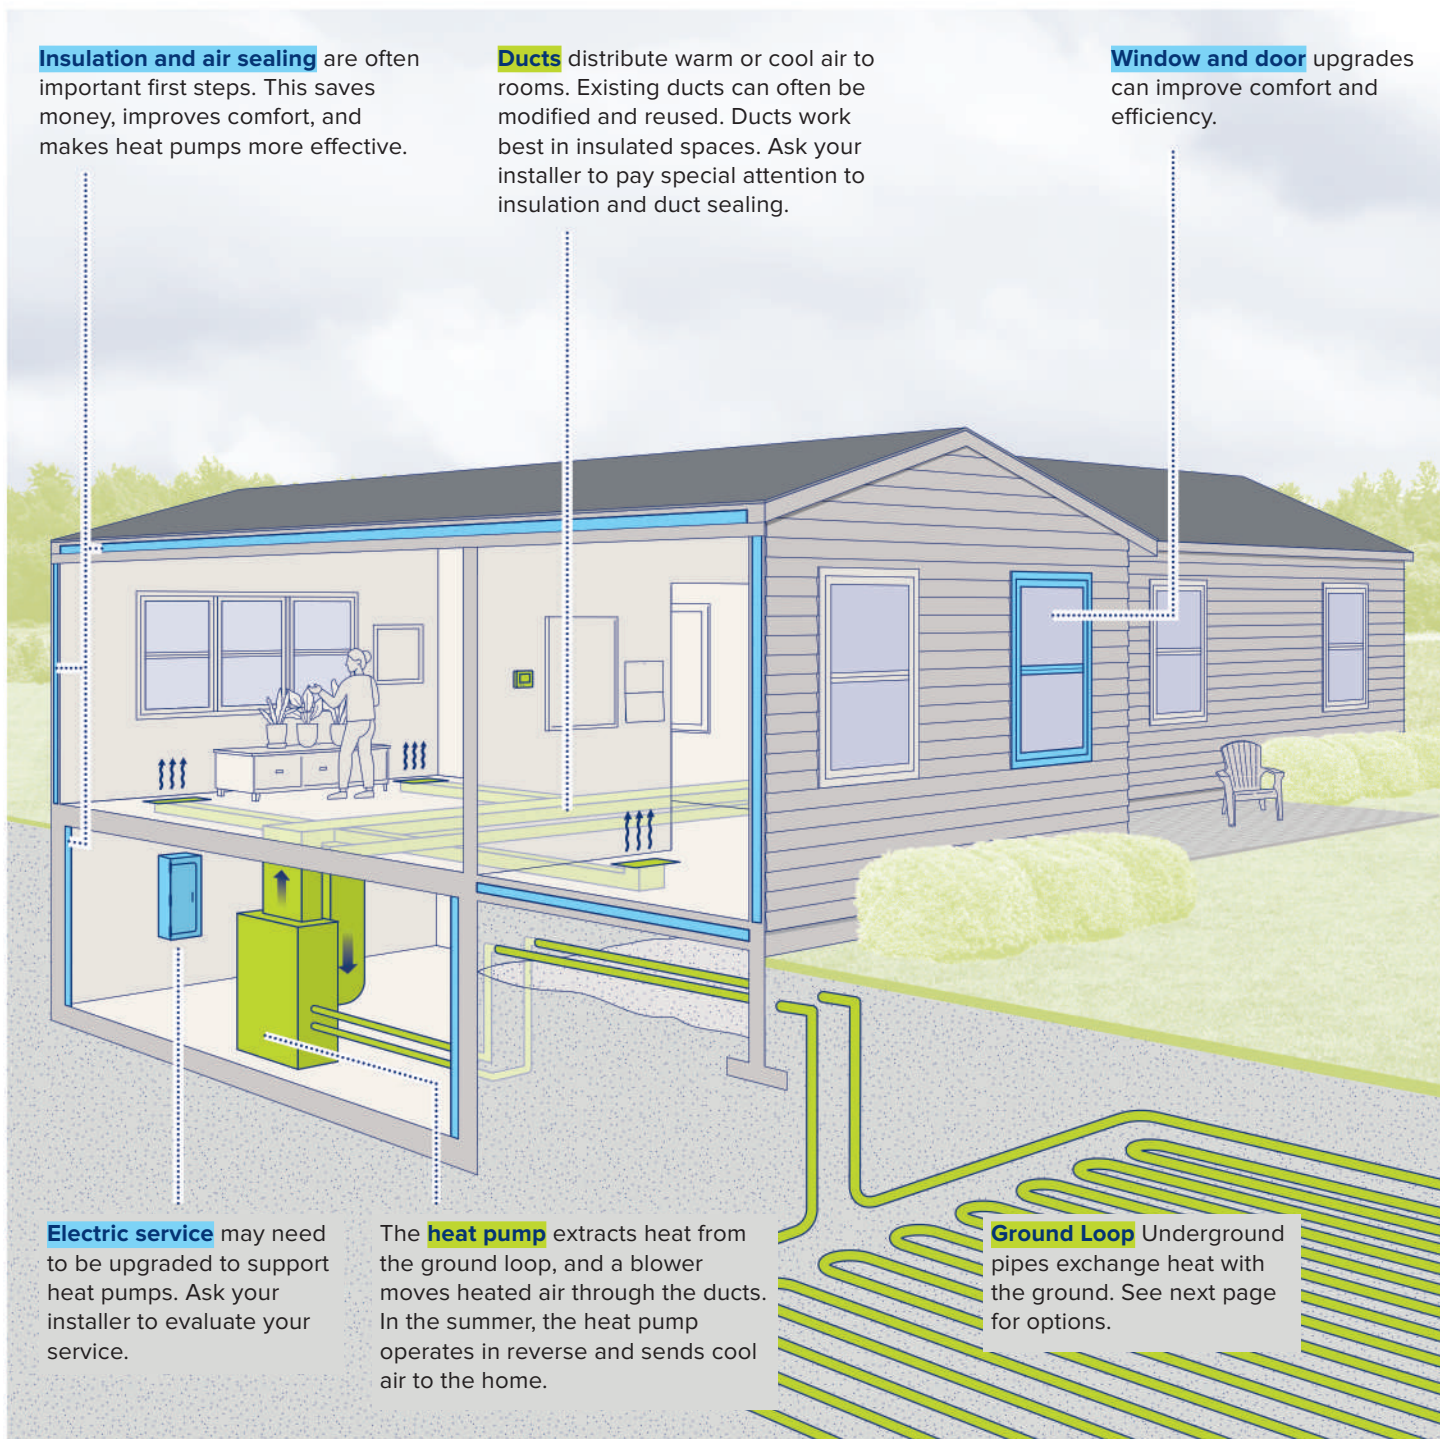 Insulation and air sealing are often
important first steps. This saves
money, improves comfort, and
makes heat pumps more effective.
Ducts distribute warm or cool air to
rooms. Existing ducts can often be
modified and reused. Ducts work
best in insulated spaces. Ask your
installer to pay special attention to
insulation and duct sealing.
Window and door upgrades
can improve comfort and
efficiency.
Electric service may need
to be upgraded to support
heat pumps. Ask your
installer to evaluate your
service.
The heat pump extracts heat from
the ground loop, and a blower
moves heated air through the ducts.
In the summer, the heat pump
operates in reverse and sends cool
air to the home.
Ground Loop Underground
pipes exchange heat with
the ground. See next page
for options.